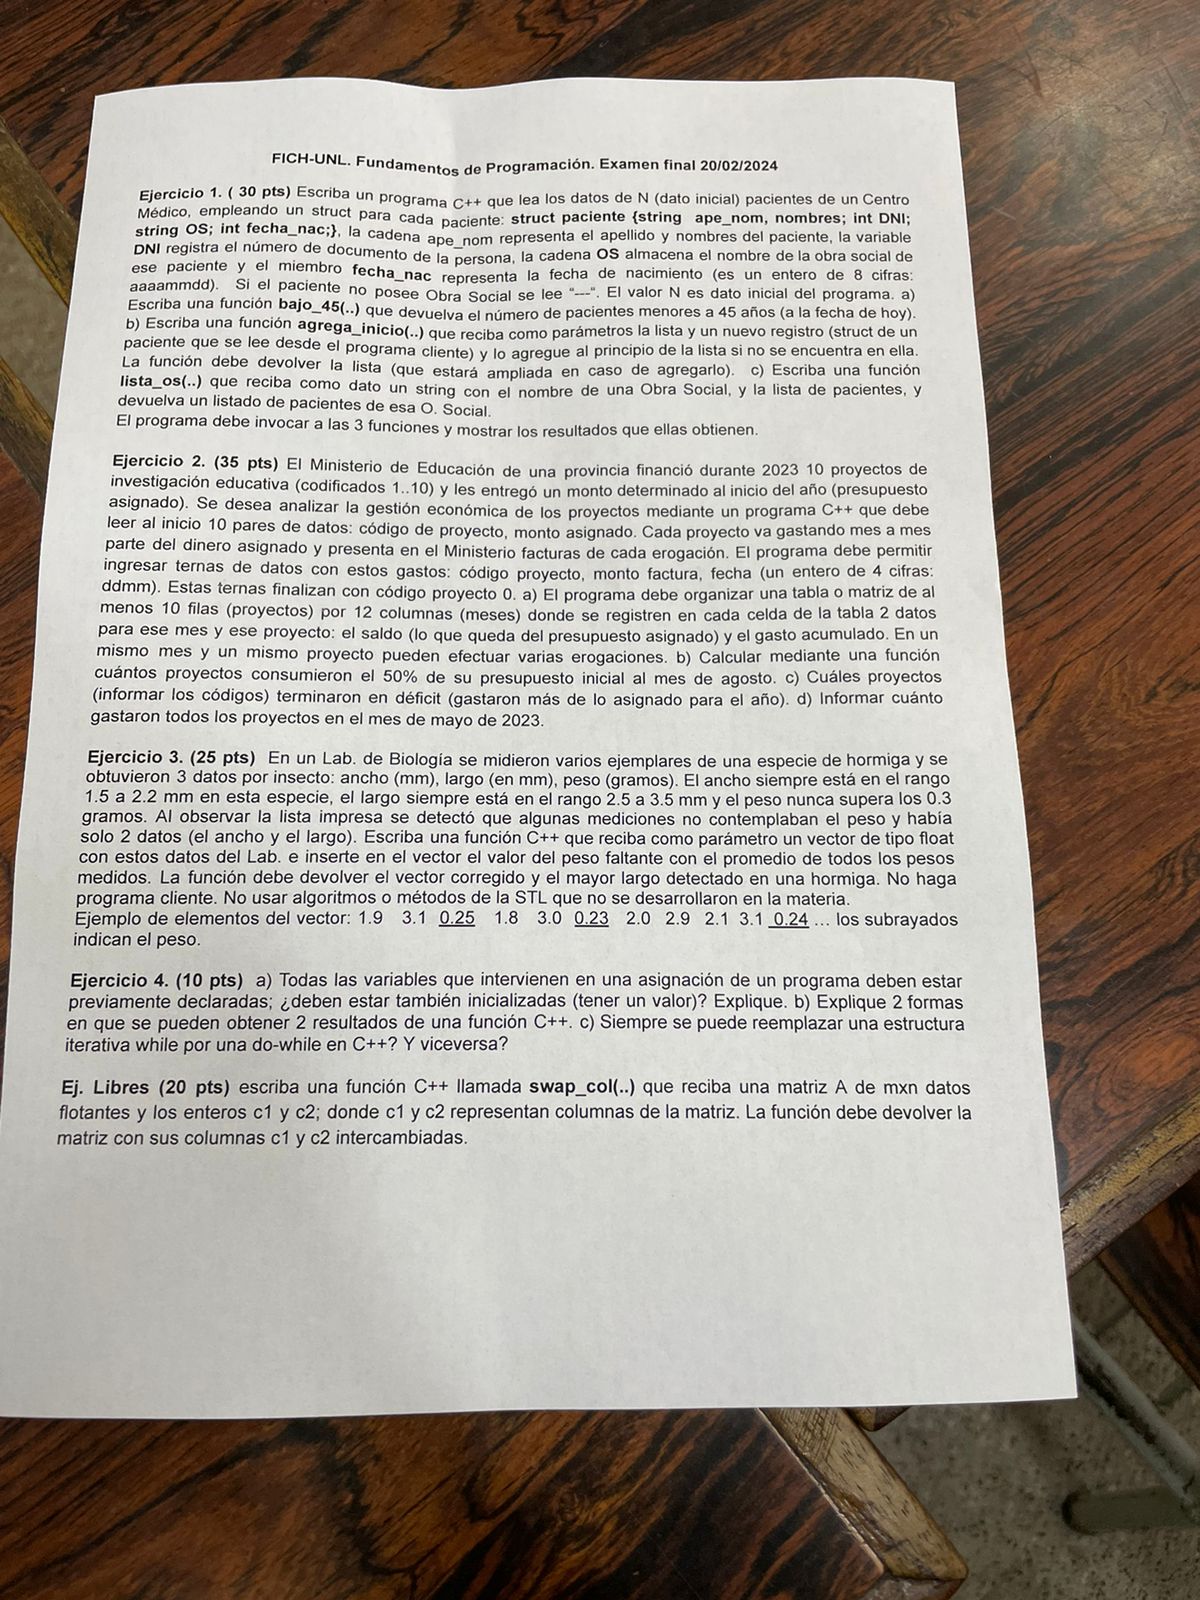 FICH-UNL. Fundamentos de Programación. Examen final 20/02/2024
Ejercicio 1. ( 30 pts) Escriba un programa C++ que lea los datos de N (dato inicial) pacientes de un Centro
Médico, empleando un struct para cada paciente: struct paciente {string ape_nom, nombres; int DNI;
string OS; int fecha_nac;}, la cadena ape_nom representa el apellido y nombres del paciente, la variable
DNI registra el número de documento de la persona, la cadena OS almacena el nombre de la obra social de
ese paciente y el miembro fecha_nac representa la fecha de nacimiento (es un entero de 8 cifras:
aaaammdd). Si el paciente no posee Obra Social se lee "---". El valor N es dato inicial del programa. a)
Escriba una función bajo_45(..) que devuelva el número de pacientes menores a 45 años (a la fecha de hoy).
b) Escriba una función agrega_inicio(..) que reciba como parámetros la lista y un nuevo registro (struct de un
paciente que se lee desde el programa cliente) y lo agregue al principio de la lista si no se encuentra en ella.
La función debe devolver la lista (que estará ampliada en caso de agregarlo). c) Escriba una función
lista_os(..) que reciba como dato un string con el nombre de una Obra Social, y la lista de pacientes, y
devuelva un listado de pacientes de esa O. Social.
El programa debe invocar a las 3 funciones y mostrar los resultados que ellas obtienen.
Ejercicio 2. (35 pts) El Ministerio de Educación de una provincia financió durante 2023 10 proyectos de
investigación educativa (codificados 1..10) y les entregó un monto determinado al inicio del año (presupuesto
asignado). Se desea analizar la gestión económica de los proyectos mediante un programa C++ que debe
leer al inicio 10 pares de datos: código de proyecto, monto asignado. Cada proyecto va gastando mes a mes
parte del dinero asignado y presenta en el Ministerio facturas de cada erogación. El programa debe permitir
ingresar ternas de datos con estos gastos: código proyecto, monto factura, fecha (un entero de 4 cifras:
ddmm). Estas ternas finalizan con código proyecto 0. a) El programa debe organizar una tabla o matriz de al
menos 10 filas (proyectos) por 12 columnas (meses) donde se registren en cada celda de la tabla 2 datos
para ese mes y ese proyecto: el saldo (lo que queda del presupuesto asignado) y el gasto acumulado. En un
mismo mes y un mismo proyecto pueden efectuar varias erogaciones. b) Calcular mediante una función
cuántos proyectos consumieron el 50% de su presupuesto inicial al mes de agosto. c) Cuáles proyectos
(informar los códigos) terminaron en déficit (gastaron más de lo asignado para el año). d) Informar cuánto
gastaron todos los proyectos en el mes de mayo de 2023.
Ejercicio 3. (25 pts) En un Lab. de Biología se midieron varios ejemplares de una especie de hormiga y se
obtuvieron 3 datos por insecto: ancho (mm), largo (en mm), peso (gramos). El ancho siempre está en el rango
1.5 a 2.2 mm en esta especie, el largo siempre está en el rango 2.5 a 3.5 mm y el peso nunca supera los 0.3
gramos. Al observar la lista impresa se detectó que algunas mediciones no contemplaban el peso y había
solo 2 datos (el ancho y el largo). Escriba una función C++ que reciba como parámetro un vector de tipo float
con estos datos del Lab. e inserte en el vector el valor del peso faltante con el promedio de todos los pesos
medidos. La función debe devolver el vector corregido y el mayor largo detectado en una hormiga. No haga
programa cliente. No usar algoritmos o métodos de la STL que no se desarrollaron en la materia.
Ejemplo de elementos del vector: 1.9 3.1 0.25 1.8 3.0 0.23 2.0 2.9 2.1 3.1 0.24 ... los subrayados
indican el peso.
Ejercicio 4. (10 pts) a) Todas las variables que intervienen en una asignación de un programa deben estar
previamente declaradas; ¿deben estar también inicializadas (tener un valor)? Explique. b) Explique 2 formas
en que se pueden obtener 2 resultados de una función C++. c) Siempre se puede reemplazar una estructura
iterativa while por una do-while en C++? Y viceversa?
Ej. Libres (20 pts) escriba una función C++ llamada swap_col(..) que reciba una matriz A de mxn datos
flotantes y los enteros c1 y c2; donde c1 y c2 representan columnas de la matriz. La función debe devolver la
matriz con sus columnas c1 y c2 intercambiadas.